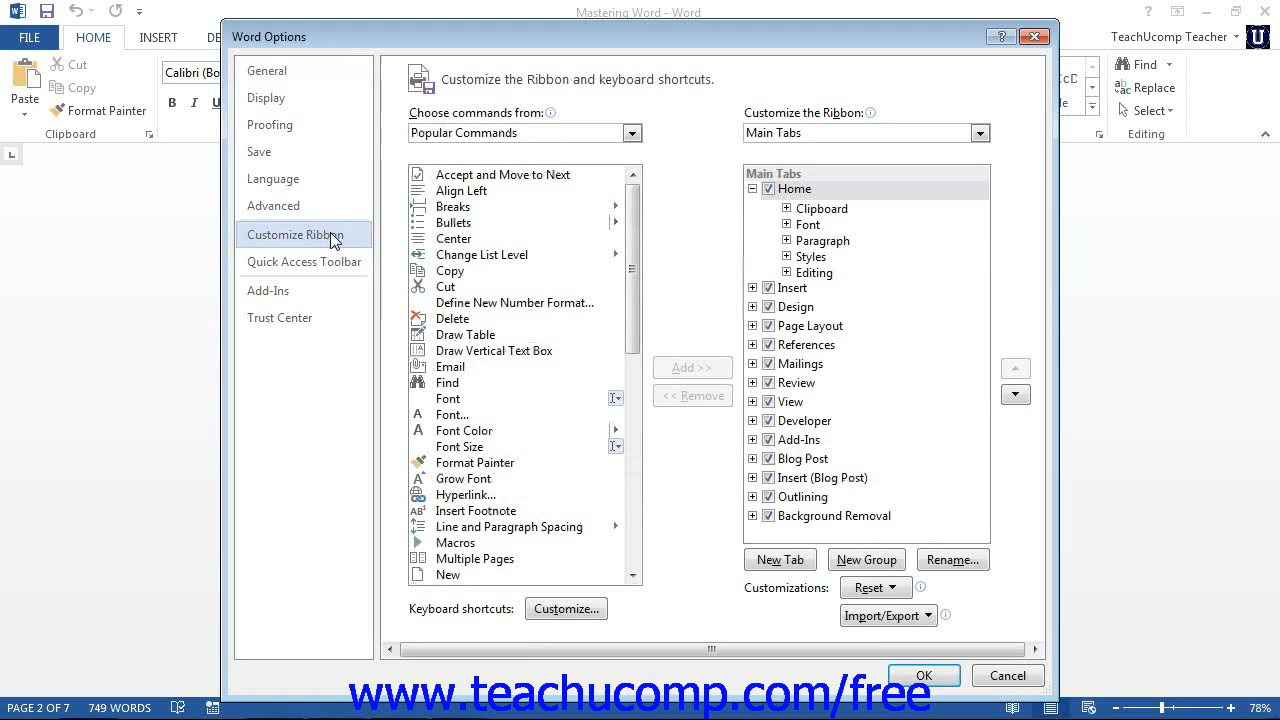 Mastering Word - Word
FILE
HOME
INSERT
DE
TeachUcomp Teacher
Cut
Copy
Paste
Format Painter
Clipboard
Calibri (Bo
B I U
Find
Replace
Select
Editing
Word Options
General
Display
Proofing
Save
Language
Advanced
Customize Ribbon
Quick Access Toolbar
Add-Ins
Trust Center
Customize the Ribbon and keyboard shortcuts.
Choose commands from:
Popular Commands
Accept and Move to Next
Align Left
Breaks
Bullets
Center
Change List Level
Copy
Cut
Define New Number Format...
Delete
Draw Table
Draw Vertical Text Box
Email
Find
Font
Font...
Font Color
Font Size
Format Painter
Grow Font
Hyperlink...
Insert Footnote
Line and Paragraph Spacing
Macros
Multiple Pages
New
Keyboard shortcuts:
Customize...
Add >>
<< Remove
Customize the Ribbon:
Main Tabs
Main Tabs
Home
Clipboard
Font
Paragraph
Styles
Editing
Insert
Design
Page Layout
References
Mailings
Review
View
Developer
Add-Ins
Blog Post
Insert (Blog Post)
Outlining
Background Removal
New Tab
New Group
Rename...
Customizations:
Reset
Import/Export
OK
Cancel
www.teachucomp.com/free
PAGE 2 OF 7
749 WORDS
78%